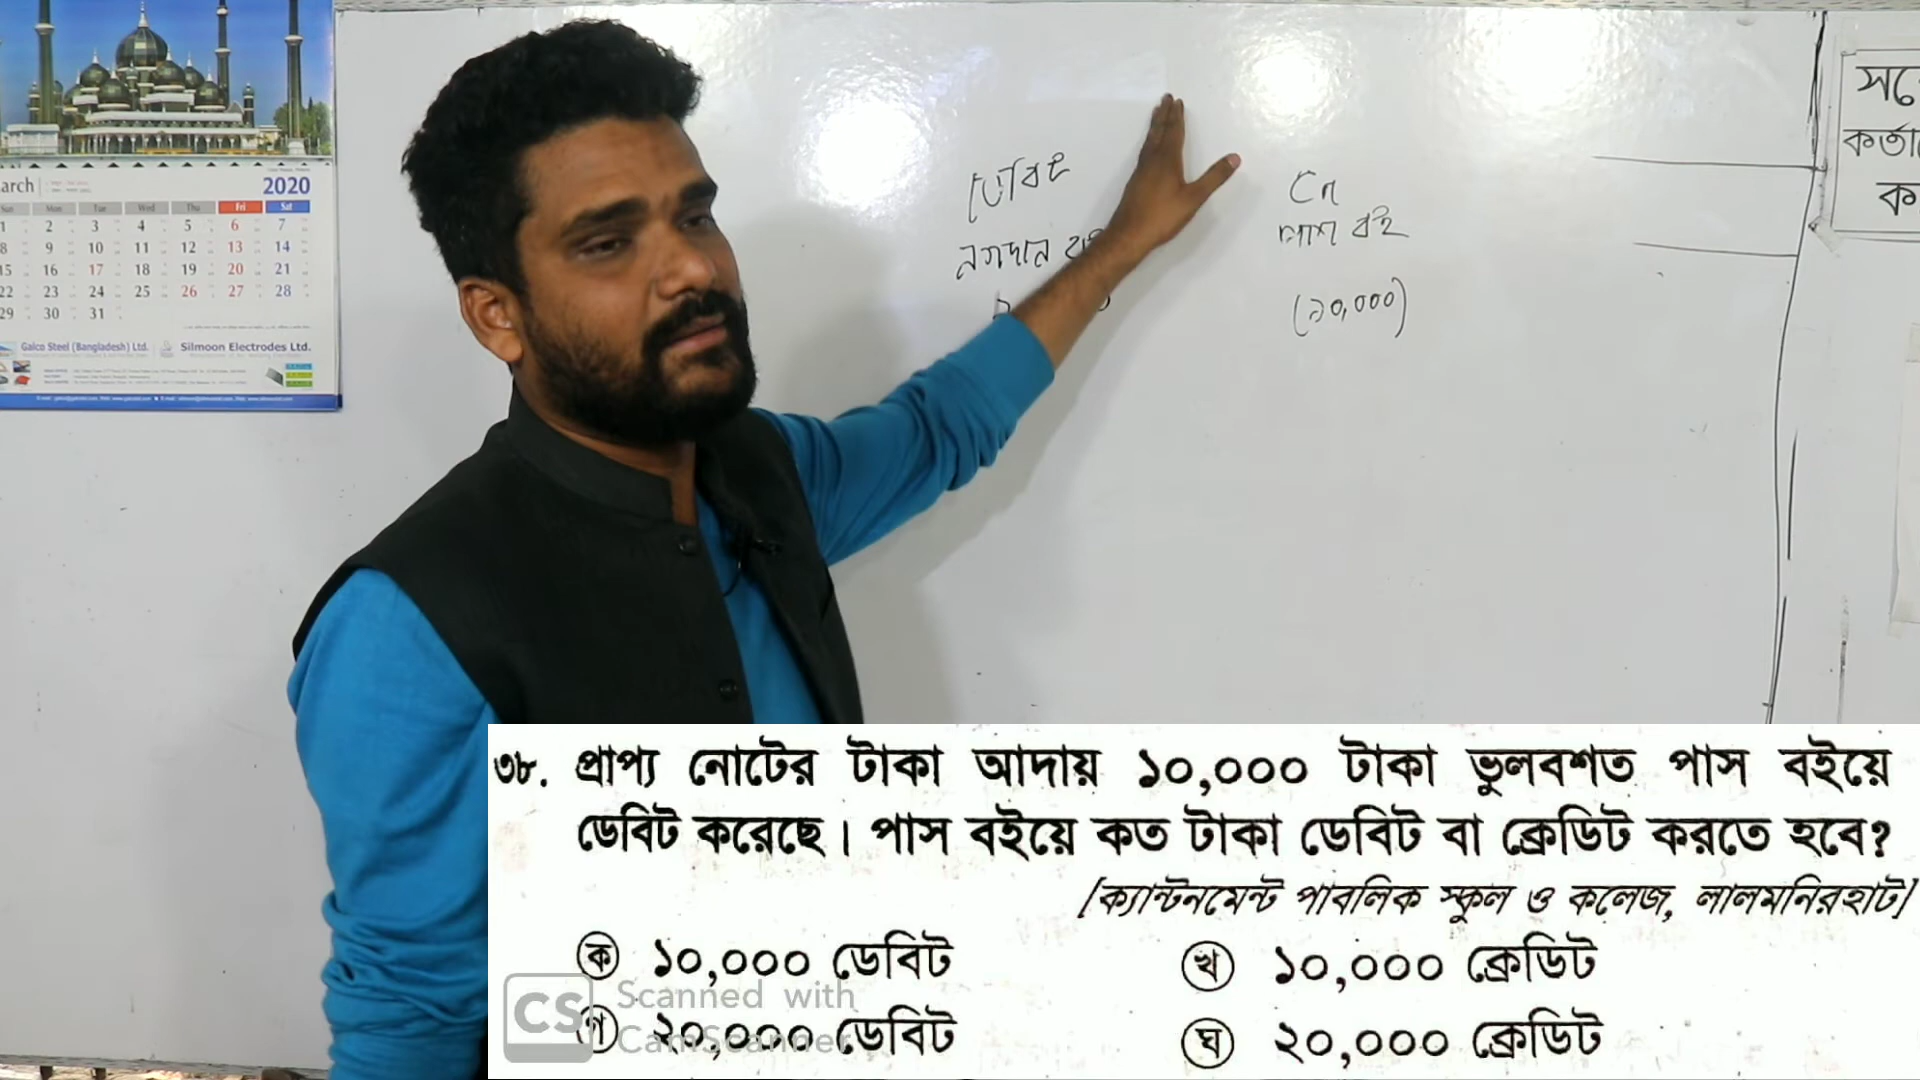 2020
Sun Mon Tue Wed Thu Fri Sat
1 2 3 4 5 6 7
8 9 10 11 12 13 14
15 16 17 18 19 20 21
22 23 24 25 26 27 28
29 30 31
Galco Steel (Bangladesh) Ltd. Silmoon Electrodes Ltd.
ডেবিট
নগদান
Cr
পাশ বই
(১০,০০০)
৩৮. প্রাপ্য নোটের টাকা আদায় ১০,০০০ টাকা ভুলবশত পাস বইয়ে
ডেবিট করেছে। পাস বইয়ে কত টাকা ডেবিট বা ক্রেডিট করতে হবে?
[ক্যান্টনমেন্ট পাবলিক স্কুল ও কলেজ, লালমনিরহাট]
ক ১০,০০০ ডেবিট খ ১০,০০০ ক্রেডিট
গ ২০,০০০ ডেবিট ঘ ২০,০০০ ক্রেডিট
CS Scanned with
CamScanner